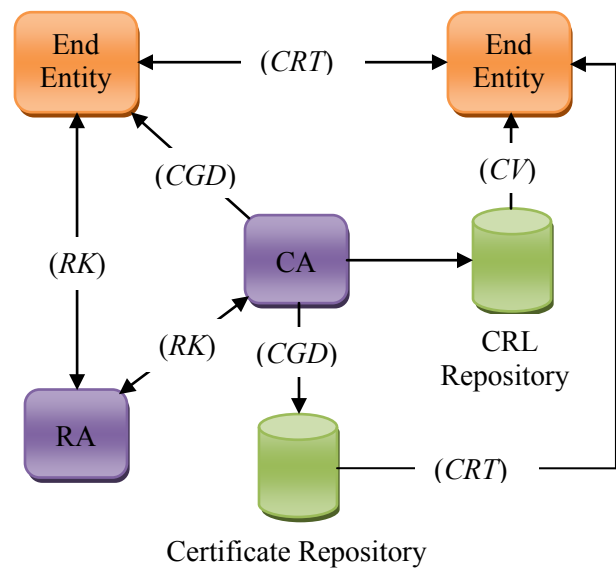 End
Entity
(CRT)
End
Entity
(CGD)
(CV)
(RK)
CA
(RK)
(CGD)
CRL
Repository
RA
(CRT)
Certificate Repository